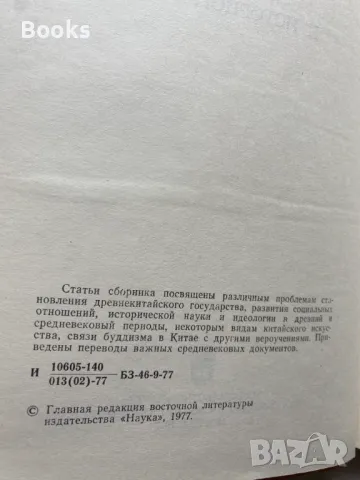 Books
Статьи сборника посвящены различным проблемам ста-
новления древнекитайского государства, развития социальных
отношений, исторической науки и идеологии в древний и
средневековый периоды, некоторым видам китайского искус-
ства, связи буддизма в Китае с другими вероучениями. При-
ведены переводы важных средневековых документов.
И 10605-140 БЗ-46-9-77
013(02)-77
© Главная редакция восточной литературы
издательства «Наука», 1977.
bazar